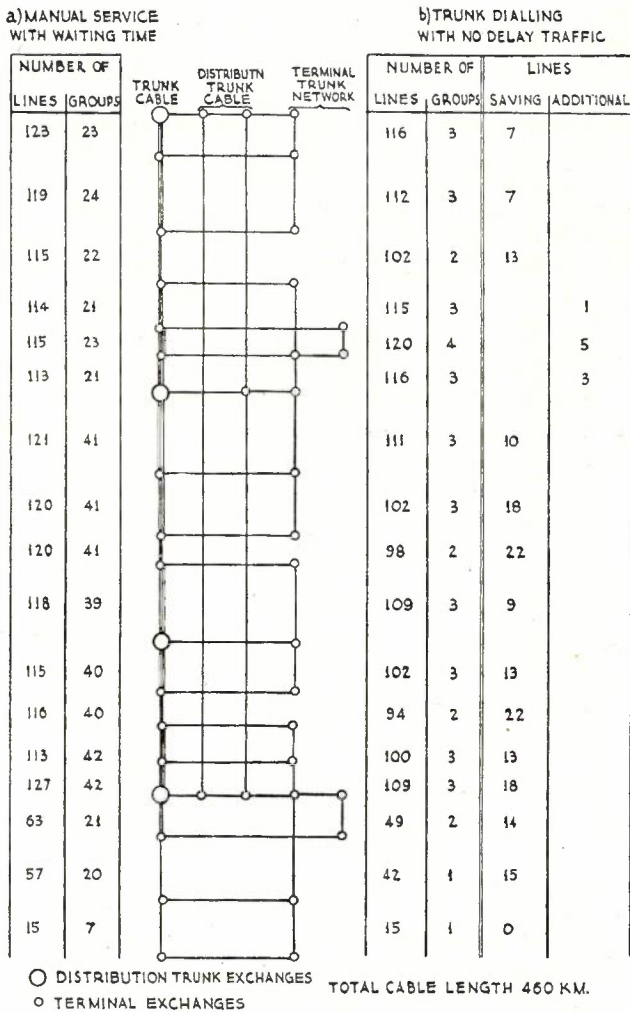 a) MANUAL SERVICE
WITH WAITING TIME
b) TRUNK DIALLING
WITH NO DELAY TRAFFIC
NUMBER OF
TRUNK CABLE
DISTRIBUTN TRUNK CABLE
TERMINAL TRUNK NETWORK
NUMBER OF LINES
LINES GROUPS LINES GROUPS SAVING ADDITIONAL
123 23 116 3 7
119 24 112 3 7
115 22 102 2 13
114 21 115 3 1
115 23 120 4 5
113 21 116 3 3
121 41 111 3 10
120 41 102 3 18
120 41 98 2 22
118 39 109 3 9
115 40 102 3 13
116 40 94 2 22
113 42 100 3 13
127 42 109 3 18
63 21 49 2 14
57 20 42 1 15
15 7 15 1 0
DISTRIBUTION TRUNK EXCHANGES
TERMINAL EXCHANGES
TOTAL CABLE LENGTH 460 KM.